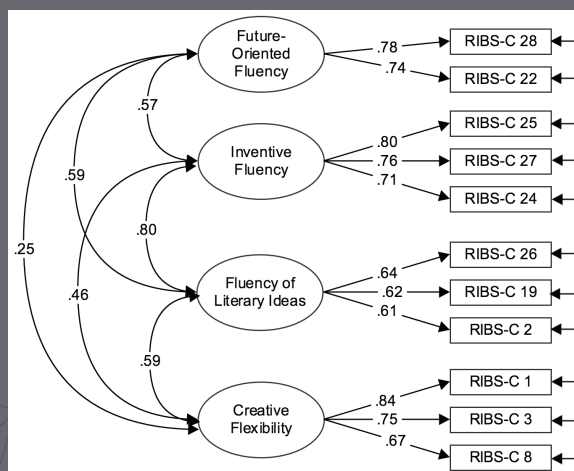 Future-
Oriented
Fluency
.78
RIBS-C 28
.74
RIBS-C 22
.57
Inventive
Fluency
.80
RIBS-C 25
.76
RIBS-C 27
.71
RIBS-C 24
.59
.80
.25
.46
Fluency of
Literary Ideas
.64
RIBS-C 26
.62
RIBS-C 19
.61
RIBS-C 2
.59
Creative
Flexibility
.84
RIBS-C 1
.75
RIBS-C 3
.67
RIBS-C 8